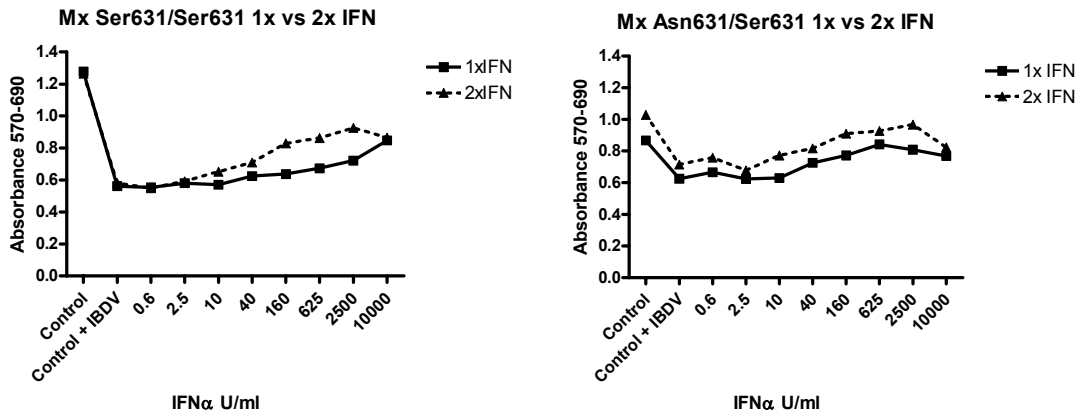 Mx Ser631/Ser631 1x vs 2x IFN
1.4
1.2
1.0
0.8
0.6
0.4
0.2
0.0
Absorbance 570-690
Control
Control + IBDV
0.6
2.5
10
40
160
625
2500
10000
IFNα U/ml
1xIFN
2xIFN
Mx Asn631/Ser631 1x vs 2x IFN
1.4
1.2
1.0
0.8
0.6
0.4
0.2
0.0
Absorbance 570-690
Control
Control + IBDV
0.6
2.5
10
40
160
625
2500
10000
IFNα U/ml
1x IFN
2x IFN